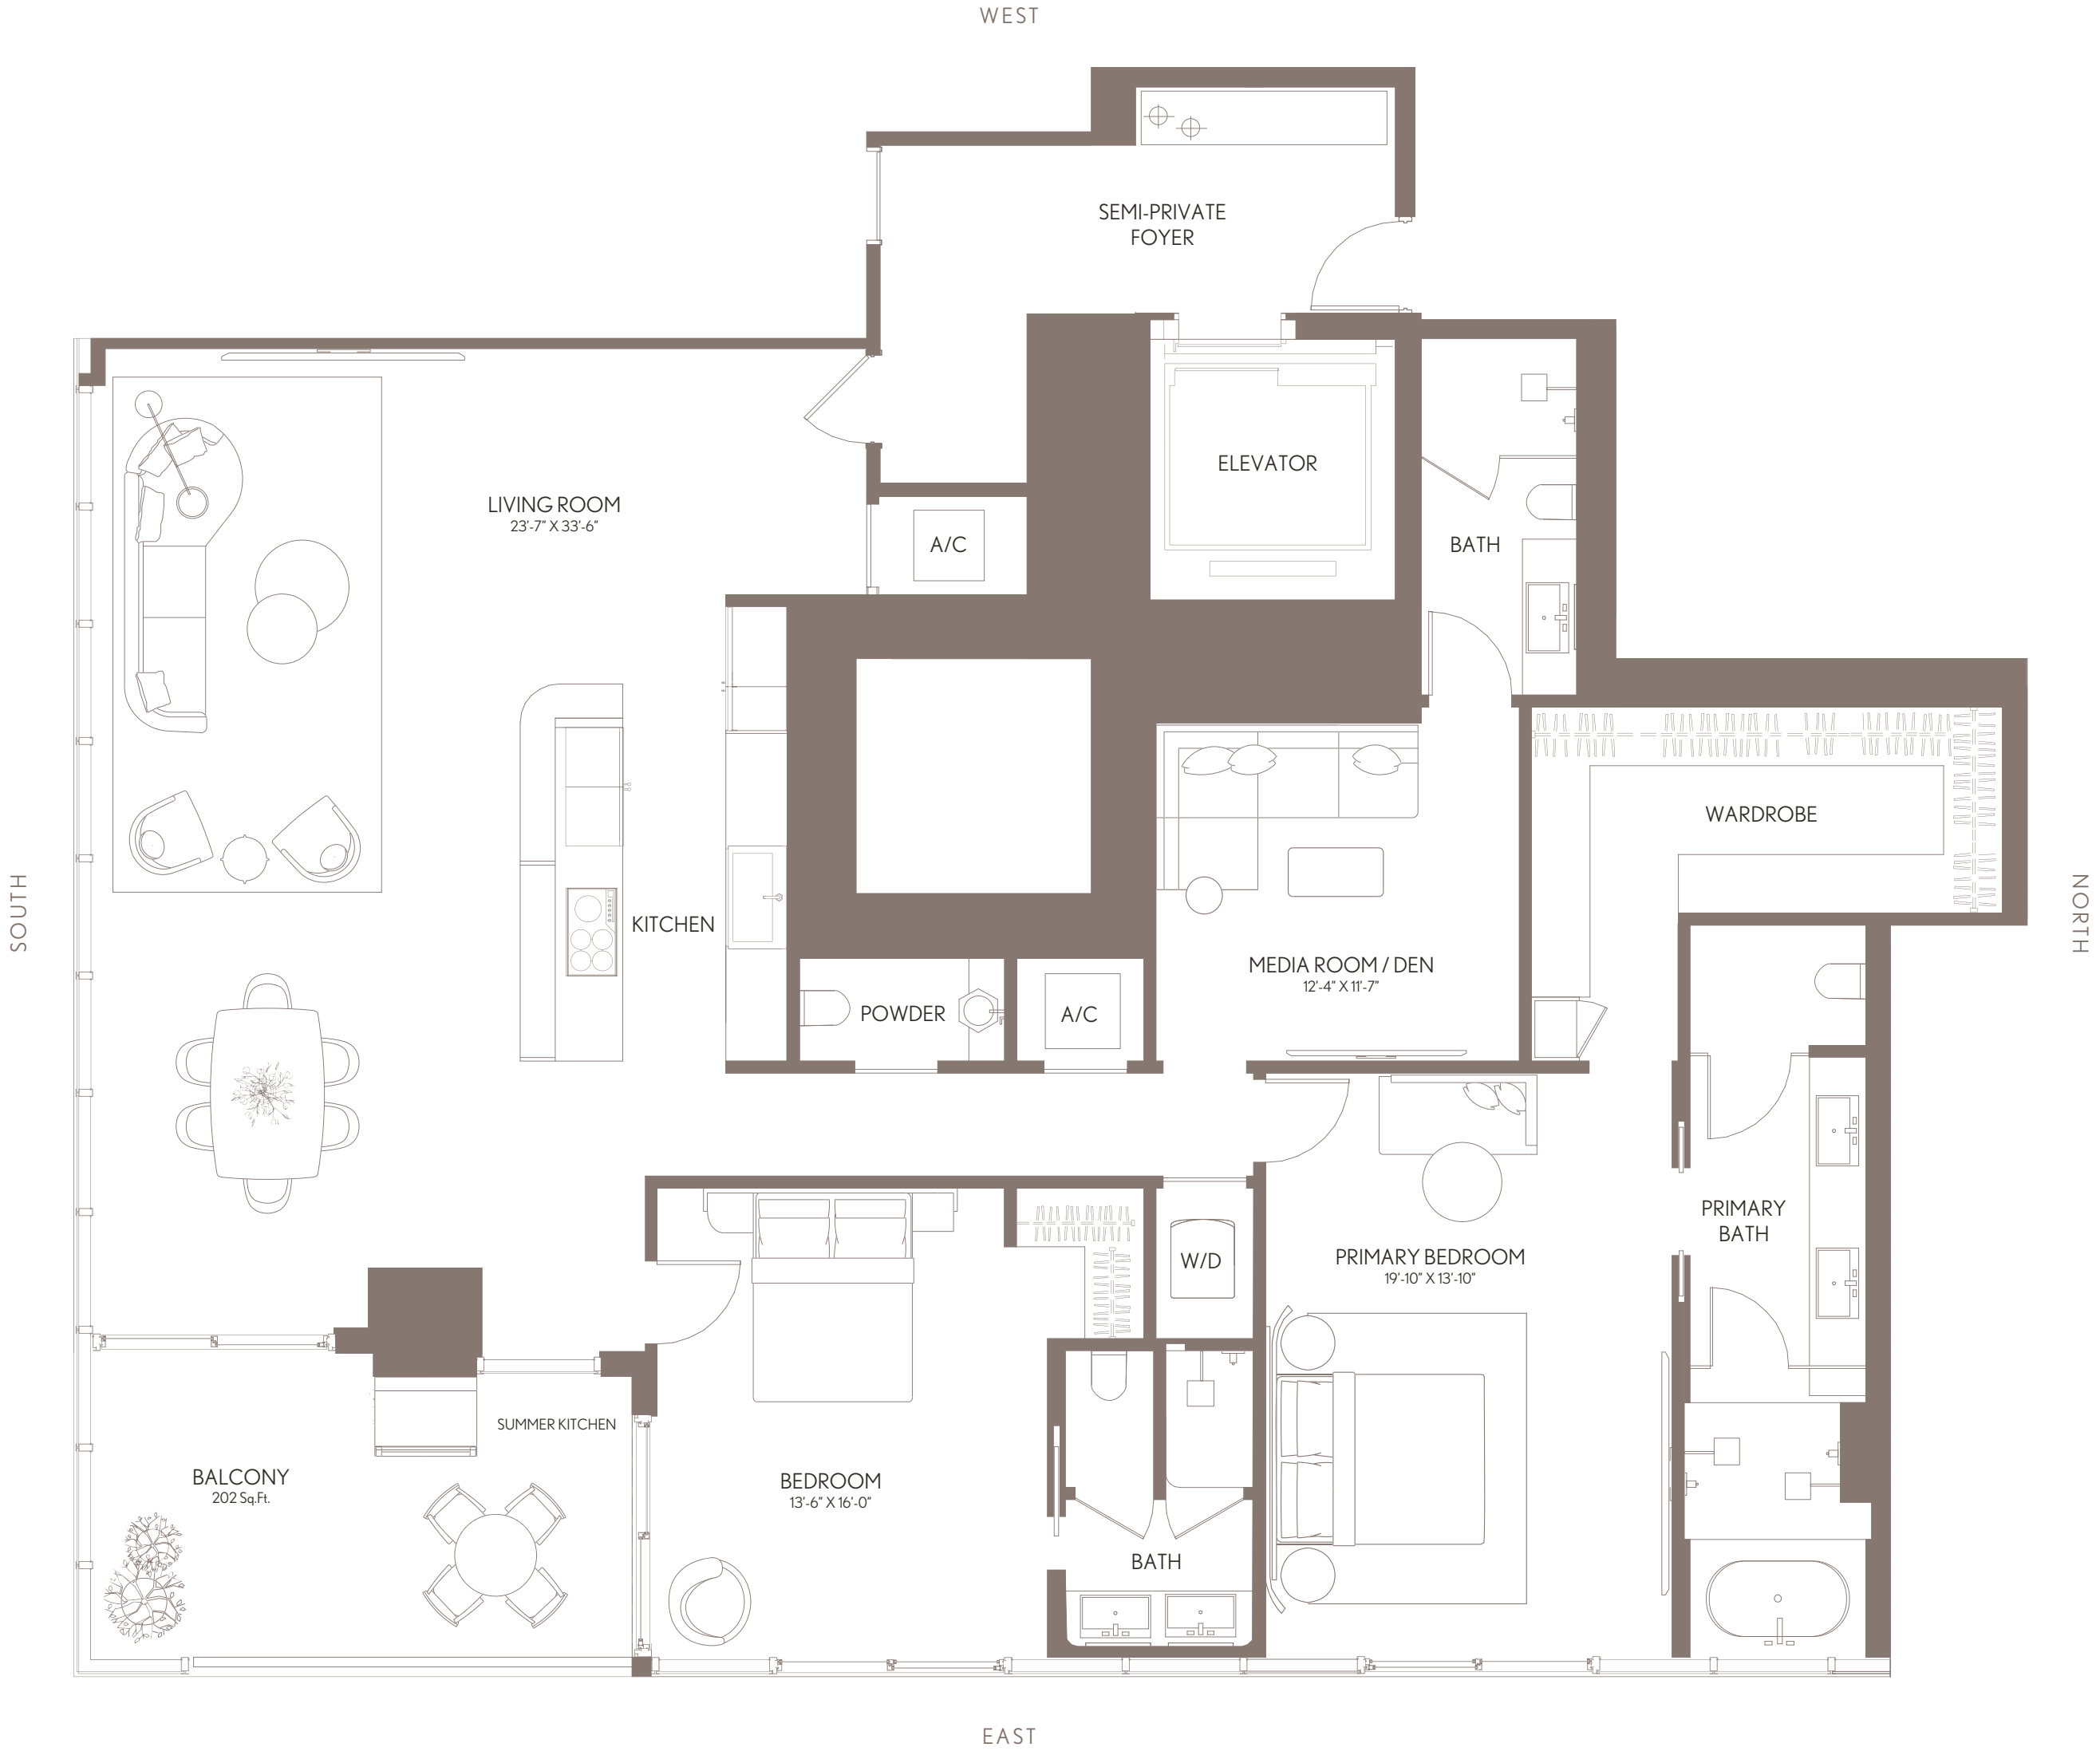 WEST
SEMI-PRIVATE
FOYER
ELEVATOR
LIVING ROOM
23'-7" X 33'-6"
A/C
BATH
WARDROBE
SOUTH
NORTH
KITCHEN
MEDIA ROOM / DEN
12'-4" X 11'-7"
POWDER
A/C
PRIMARY
BATH
W/D
PRIMARY BEDROOM
19'-10" X 13'-10"
SUMMER KITCHEN
BALCONY
202 Sq.Ft.
BEDROOM
13'-6" X 16'-0"
BATH
EAST